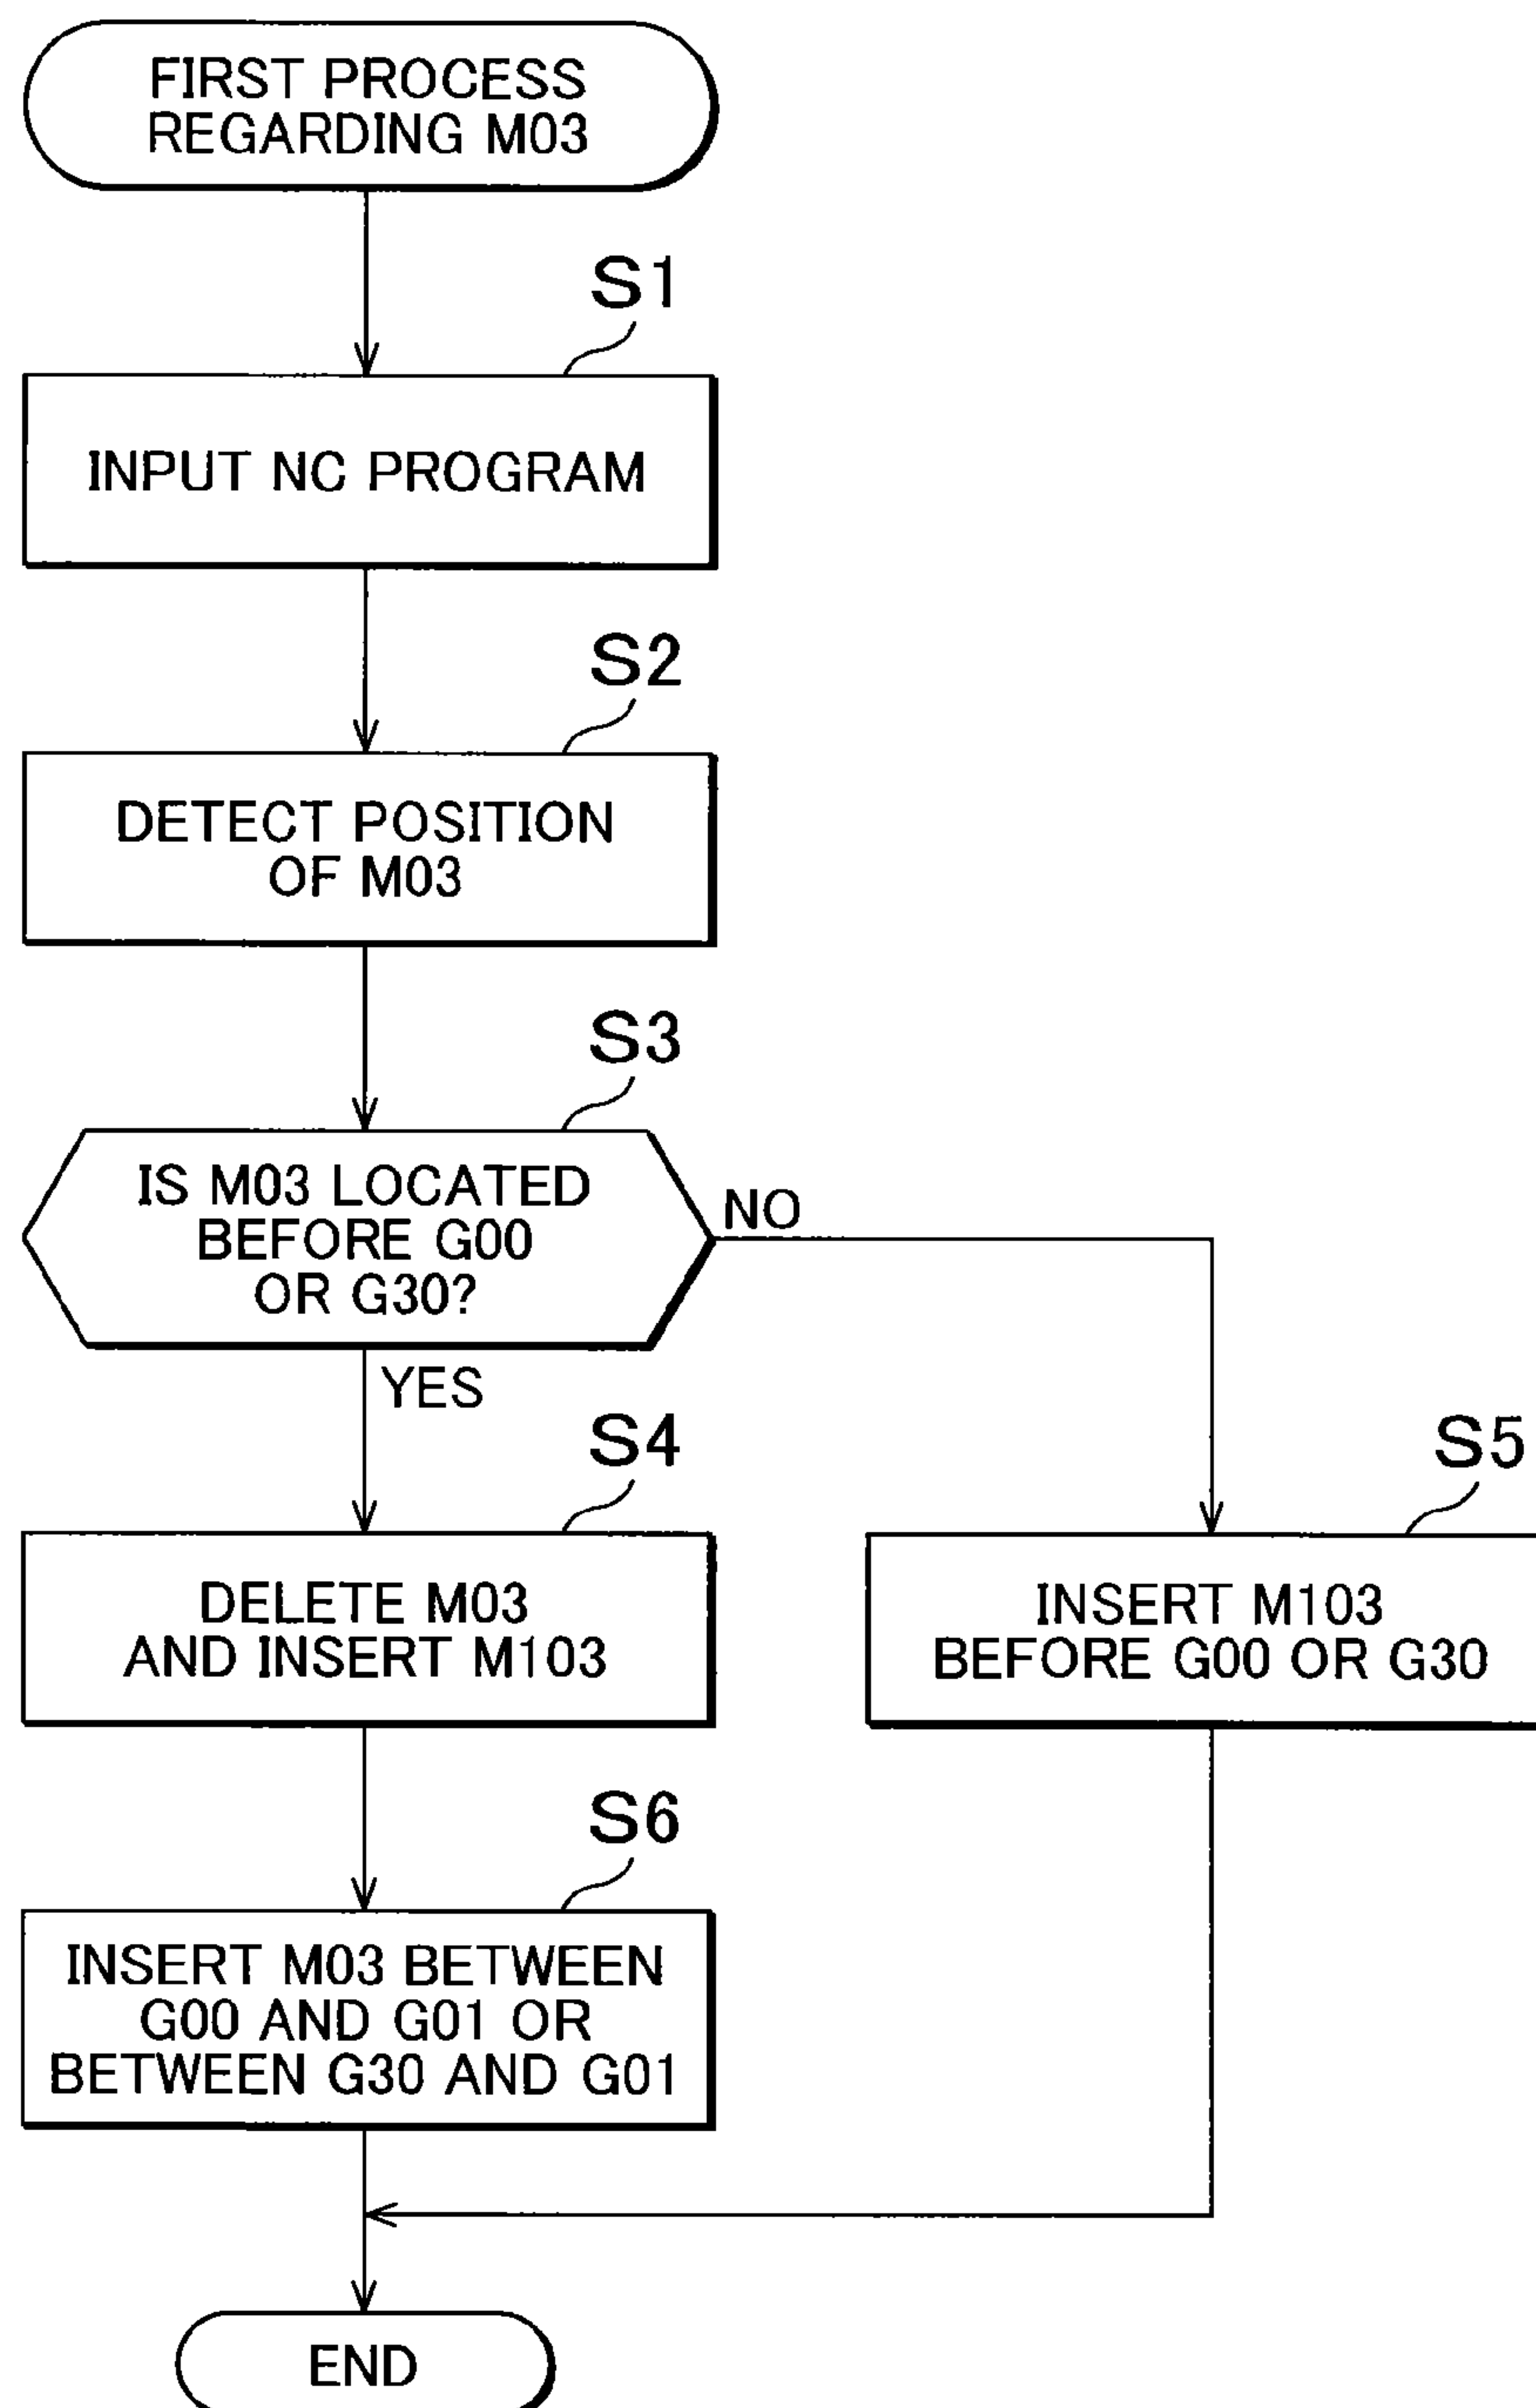 FIRST PROCESS
REGARDING M03
S1
INPUT NC PROGRAM
S2
DETECT POSITION
OF M03
S3
IS M03 LOCATED
BEFORE G00
OR G30?
NO
YES
S4
DELETE M03
AND INSERT M103
S5
INSERT M103
BEFORE G00 OR G30
S6
INSERT M03 BETWEEN
G00 AND G01 OR
BETWEEN G30 AND G01
END